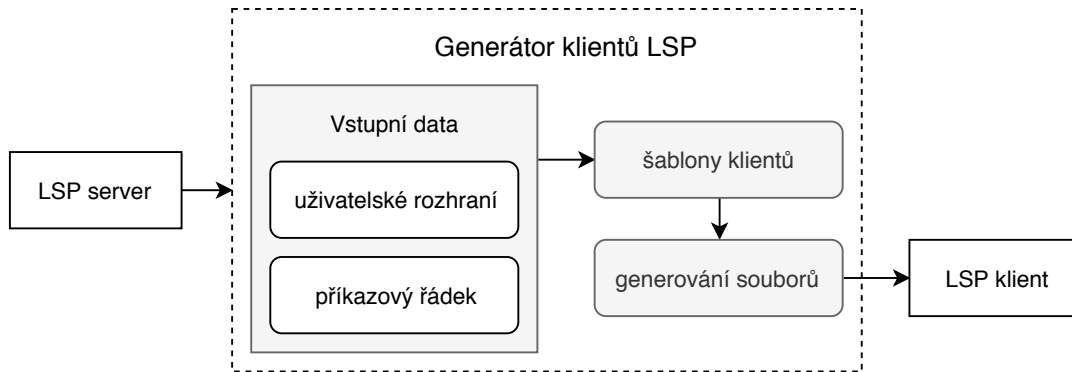 Generátor klientů LSP
Vstupní data
LSP server
uživatelské rozhraní
příkazový řádek
šablony klientů
generování souborů
LSP klient